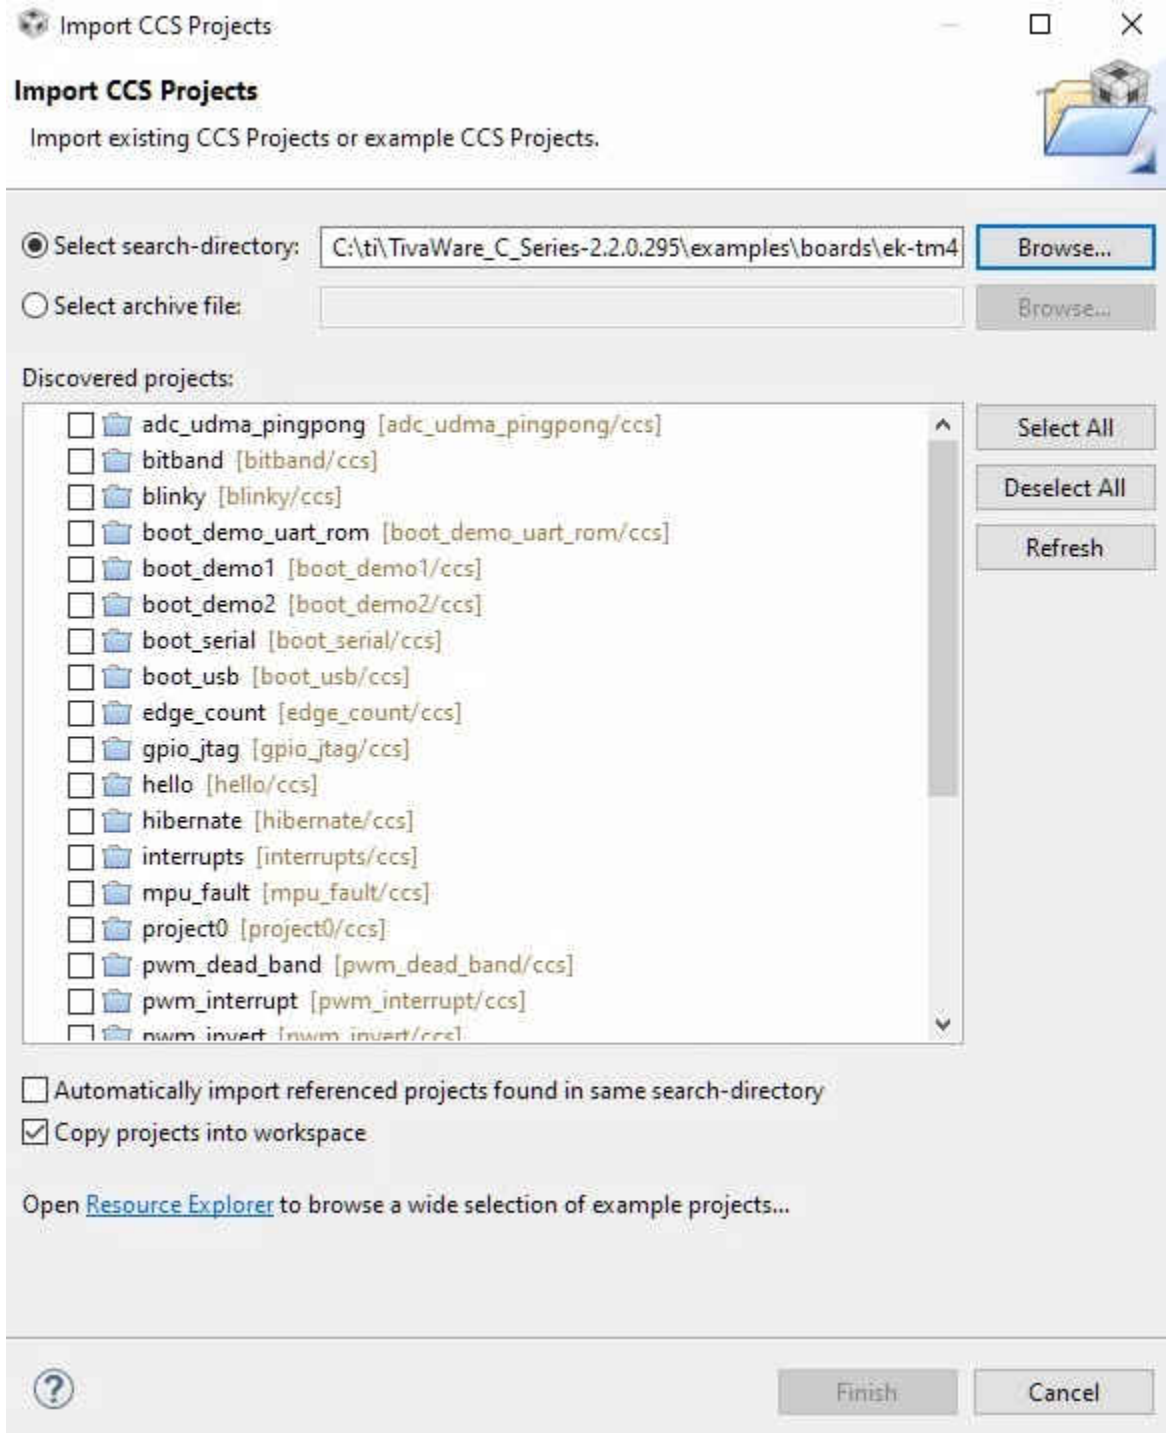 Import CCS Projects
Import CCS Projects
Import existing CCS Projects or example CCS Projects.
Select search-directory: C:\ti\TivaWare_C_Series-2.2.0.295\examples\boards\ek-tm4 Browse...
Select archive file: Browse...
Discovered projects:
adc_udma_pingpong [adc_udma_pingpong/ccs] Select All
bitband [bitband/ccs]
blinky [blinky/ccs] Deselect All
boot_demo_uart_rom [boot_demo_uart_rom/ccs]
boot_demo1 [boot_demo1/ccs] Refresh
boot_demo2 [boot_demo2/ccs]
boot_serial [boot_serial/ccs]
boot_usb [boot_usb/ccs]
edge_count [edge_count/ccs]
gpio_jtag [gpio_jtag/ccs]
hello [hello/ccs]
hibernate [hibernate/ccs]
interrupts [interrupts/ccs]
mpu_fault [mpu_fault/ccs]
project0 [project0/ccs]
pwm_dead_band [pwm_dead_band/ccs]
pwm_interrupt [pwm_interrupt/ccs]
pwm_invert [pwm_invert/ccs]
Automatically import referenced projects found in same search-directory
Copy projects into workspace
Open Resource Explorer to browse a wide selection of example projects...
Finish Cancel